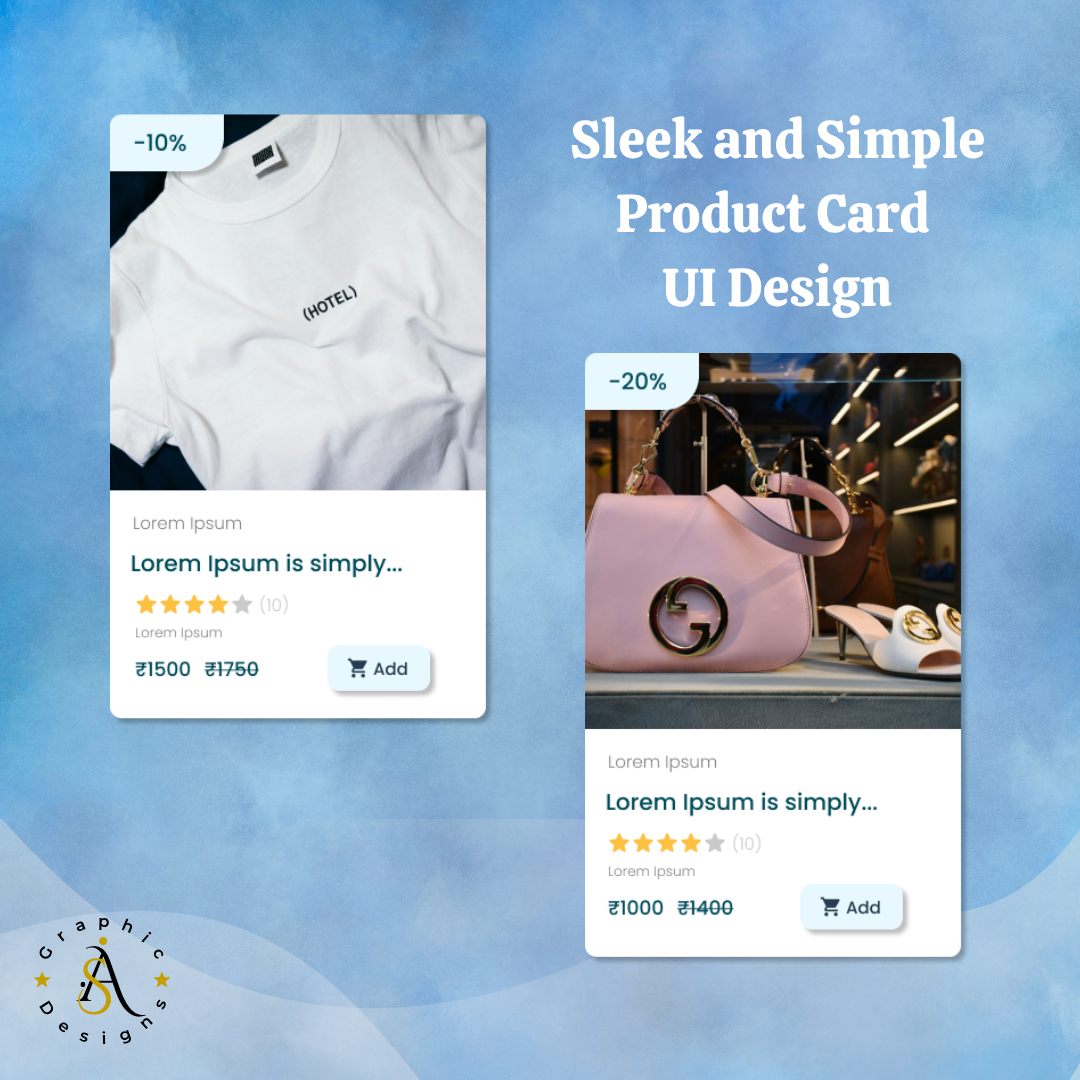 Sleek and Simple
Product Card
UI Design
-10%
(HOTEL)
Lorem Ipsum
Lorem Ipsum is simply...
(10)
Lorem Ipsum
₹1500 ₹1750
Add
-20%
Lorem Ipsum
Lorem Ipsum is simply...
(10)
Lorem Ipsum
₹1000 ₹1400
Add
Graphic
iSA
Designs